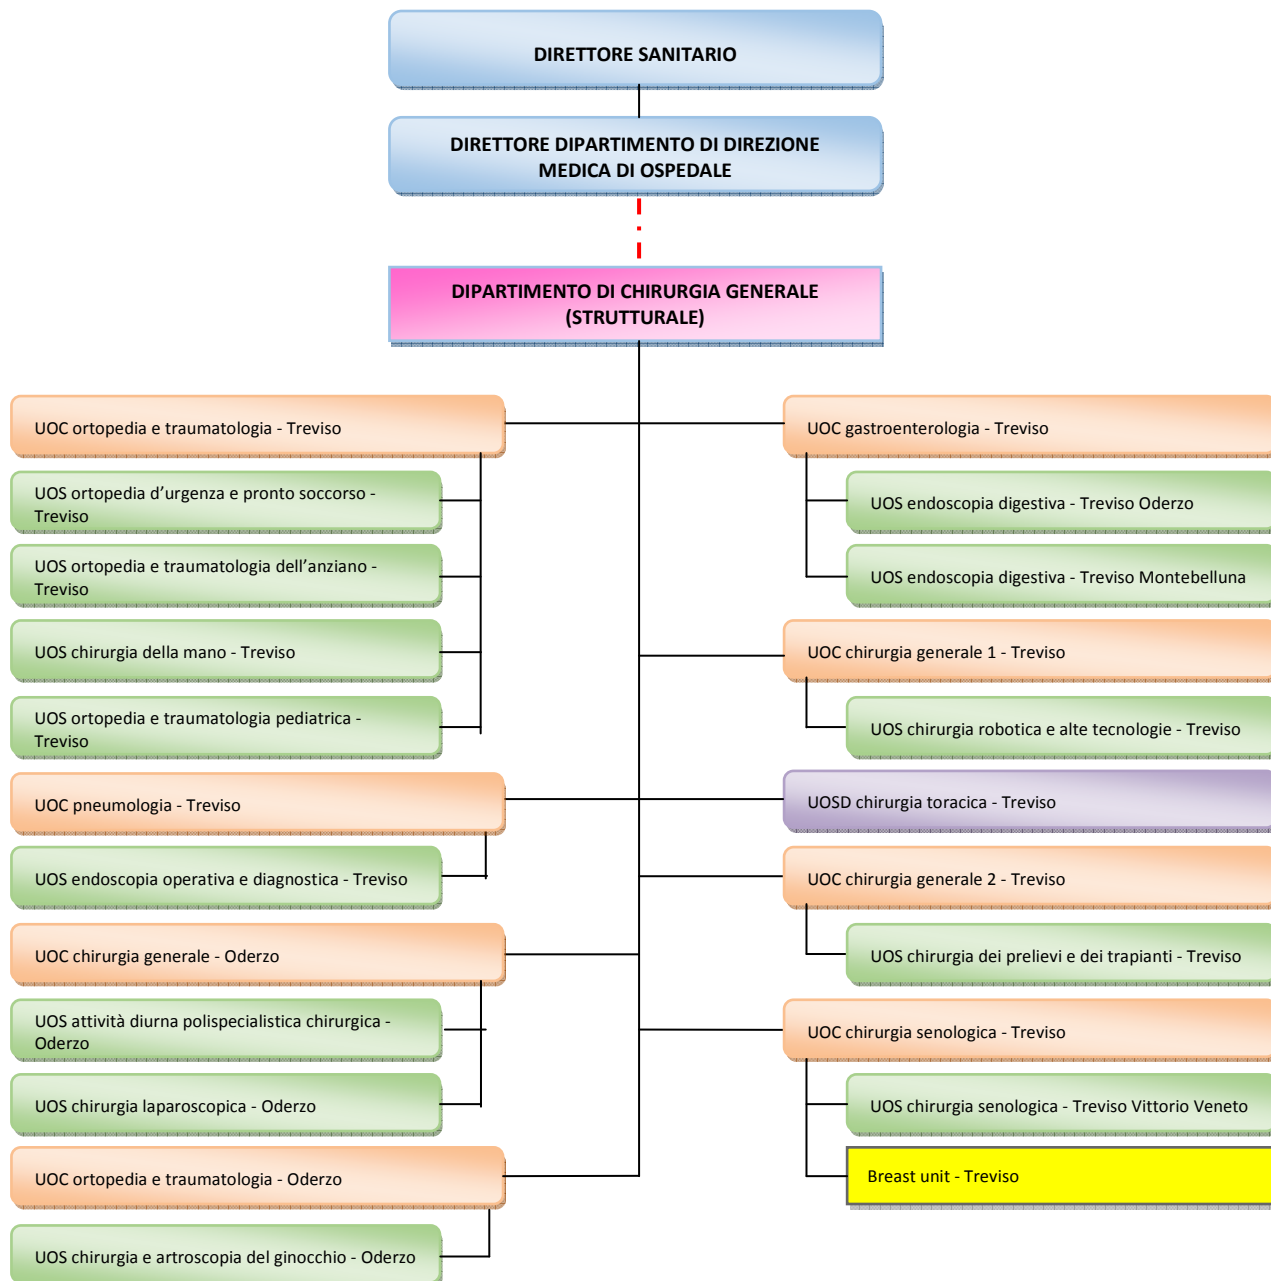 DIRETTORE SANITARIO
DIRETTORE DIPARTIMENTO DI DIREZIONE
MEDICA DI OSPEDALE
DIPARTIMENTO DI CHIRURGIA GENERALE
(STRUTTURALE)
UOC ortopedia e traumatologia - Treviso
UOS ortopedia d’urgenza e pronto soccorso -
Treviso
UOS ortopedia e traumatologia dell’anziano -
Treviso
UOS chirurgia della mano - Treviso
UOS ortopedia e traumatologia pediatrica -
Treviso
UOC pneumologia - Treviso
UOS endoscopia operativa e diagnostica - Treviso
UOC chirurgia generale - Oderzo
UOS attività diurna polispecialistica chirurgica -
Oderzo
UOS chirurgia laparoscopica - Oderzo
UOC ortopedia e traumatologia - Oderzo
UOS chirurgia e artroscopia del ginocchio - Oderzo
UOC gastroenterologia - Treviso
UOS endoscopia digestiva - Treviso Oderzo
UOS endoscopia digestiva - Treviso Montebelluna
UOC chirurgia generale 1 - Treviso
UOS chirurgia robotica e alte tecnologie - Treviso
UOSD chirurgia toracica - Treviso
UOC chirurgia generale 2 - Treviso
UOS chirurgia dei prelievi e dei trapianti - Treviso
UOC chirurgia senologica - Treviso
UOS chirurgia senologica - Treviso Vittorio Veneto
Breast unit - Treviso